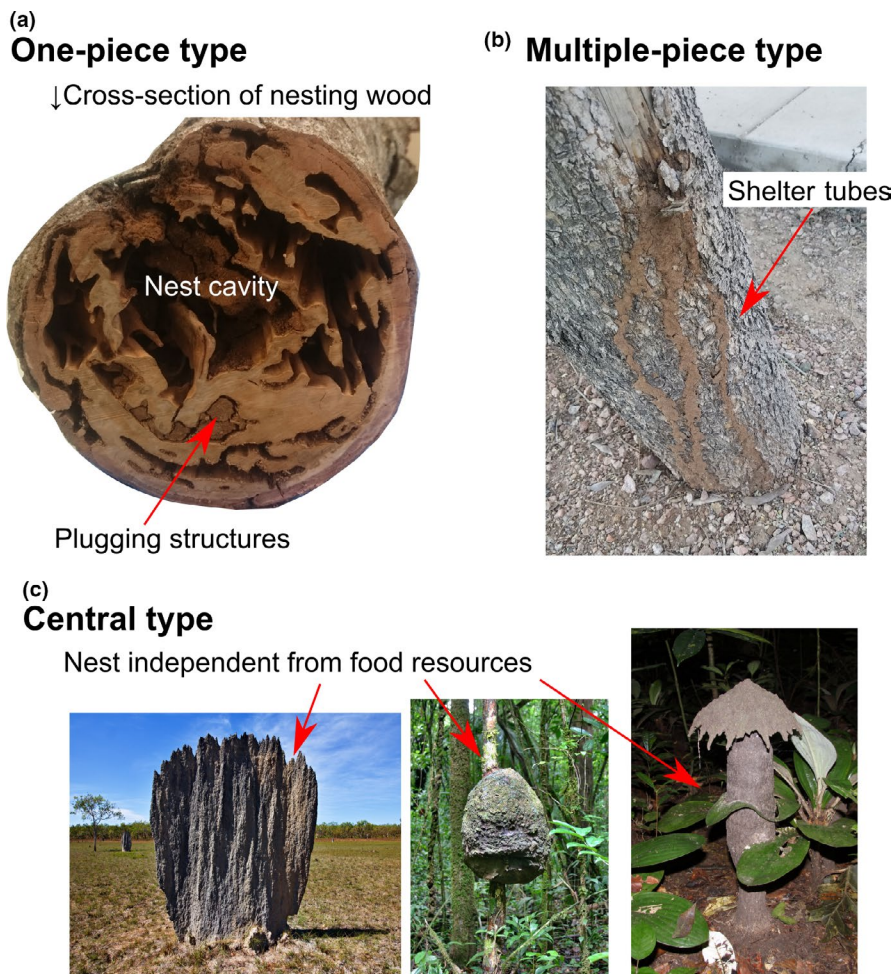 (a)
One-piece type
↓Cross-section of nesting wood
Nest cavity
Plugging structures
(b)
Multiple-piece type
Shelter tubes
(c)
Central type
Nest independent from food resources